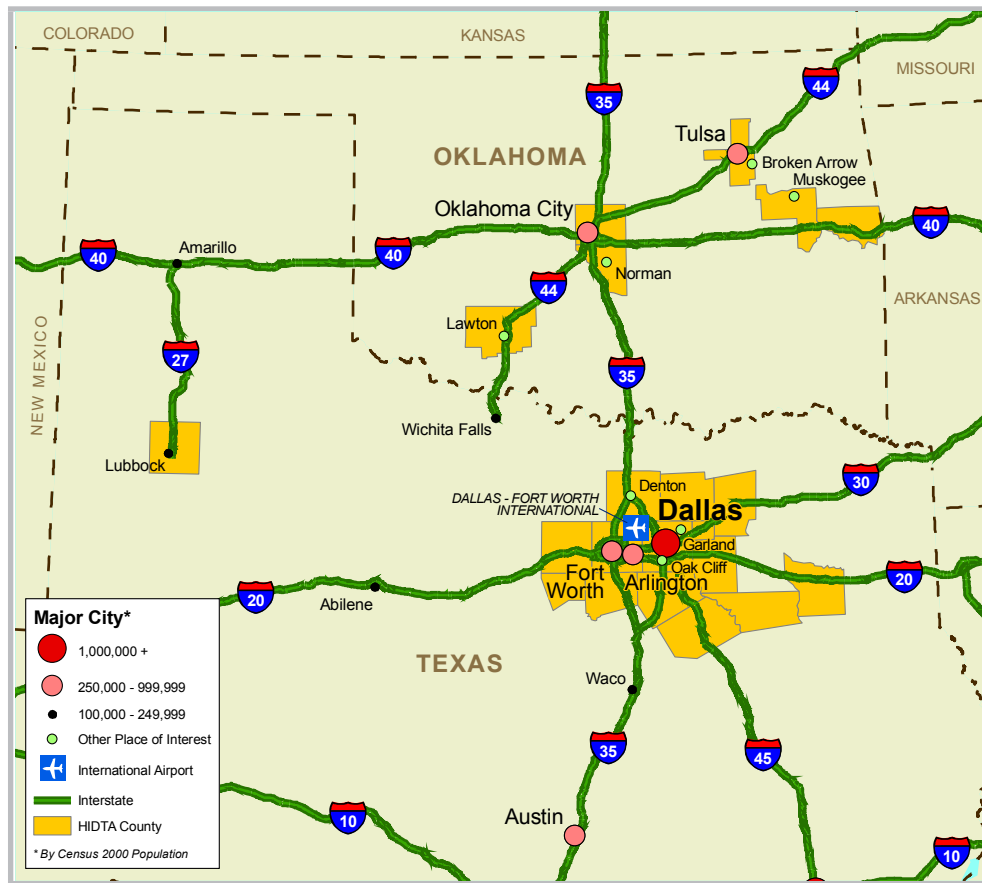 COLORADO
KANSAS
MISSOURI
35
44
Tulsa
OKLAHOMA
Broken Arrow
Muskogee
Oklahoma City
40
40
40
Amarillo
Norman
44
ARKANSAS
Lawton
NEW MEXICO
27
35
Wichita Falls
Lubbock
30
Denton
DALLAS - FORT WORTH
INTERNATIONAL
Dallas
Garland
Oak Cliff
Fort
Worth
Arlington
20
20
Abilene
TEXAS
Waco
35
45
Austin
10
10
Major City*
1,000,000 +
250,000 - 999,999
100,000 - 249,999
Other Place of Interest
International Airport
Interstate
HIDTA County
* By Census 2000 Population